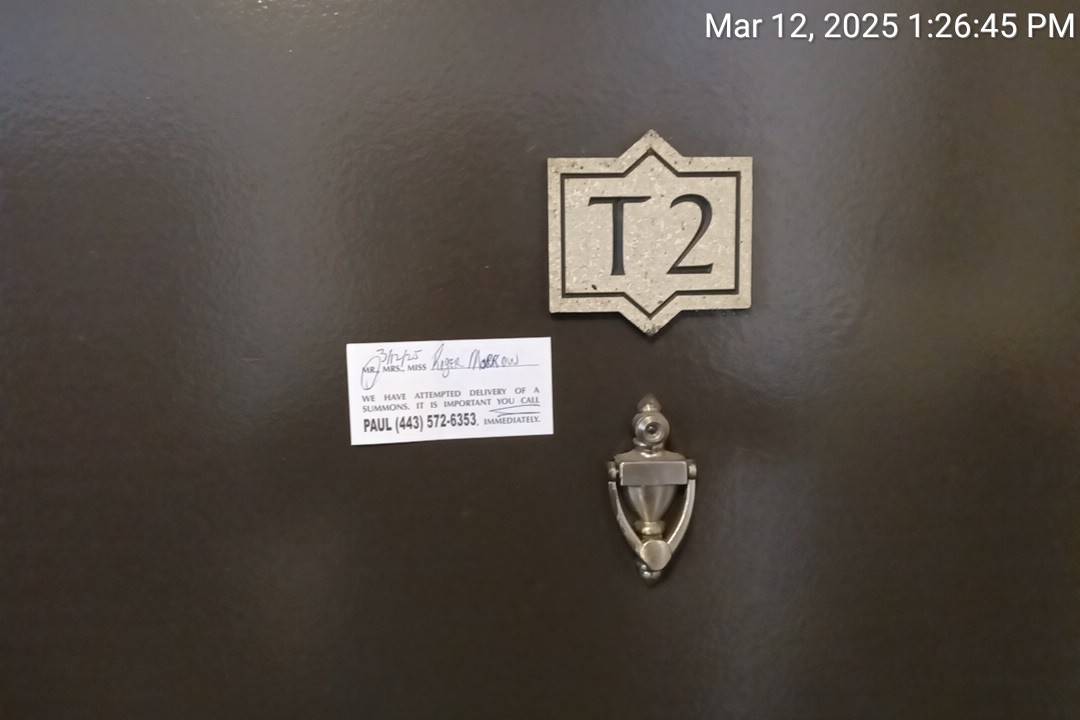 Mar 12, 2025 1:26:45 PM
T2
3/12/25
MR. MRS. MISS Roger Morrow
WE HAVE ATTEMPTED DELIVERY OF A
SUMMONS. IT IS IMPORTANT YOU CALL
PAUL (443) 572-6353, IMMEDIATELY.